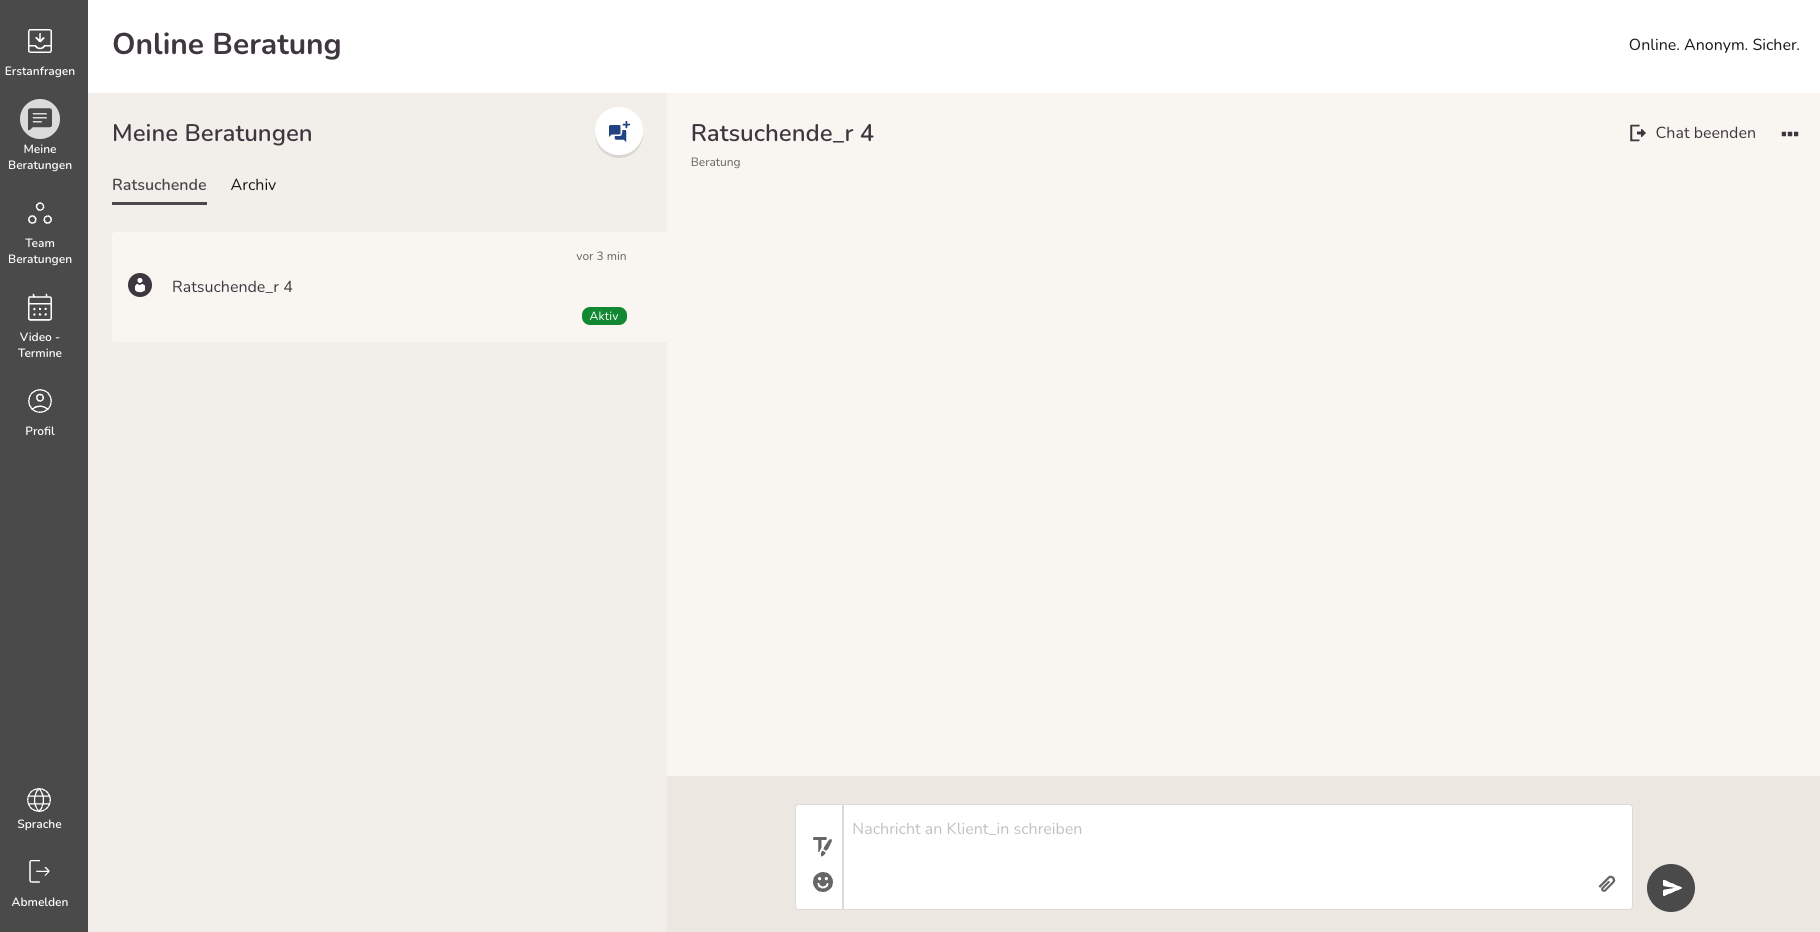 Online Beratung
Online. Anonym. Sicher.
Erstanfragen
Meine
Beratungen
Team
Beratungen
Video -
Termine
Profil
Sprache
Abmelden
Meine Beratungen
Ratsuchende
Archiv
vor 3 min
Ratsuchende_r 4
Aktiv
Ratsuchende_r 4
Beratung
Chat beenden
Nachricht an Klient_in schreiben